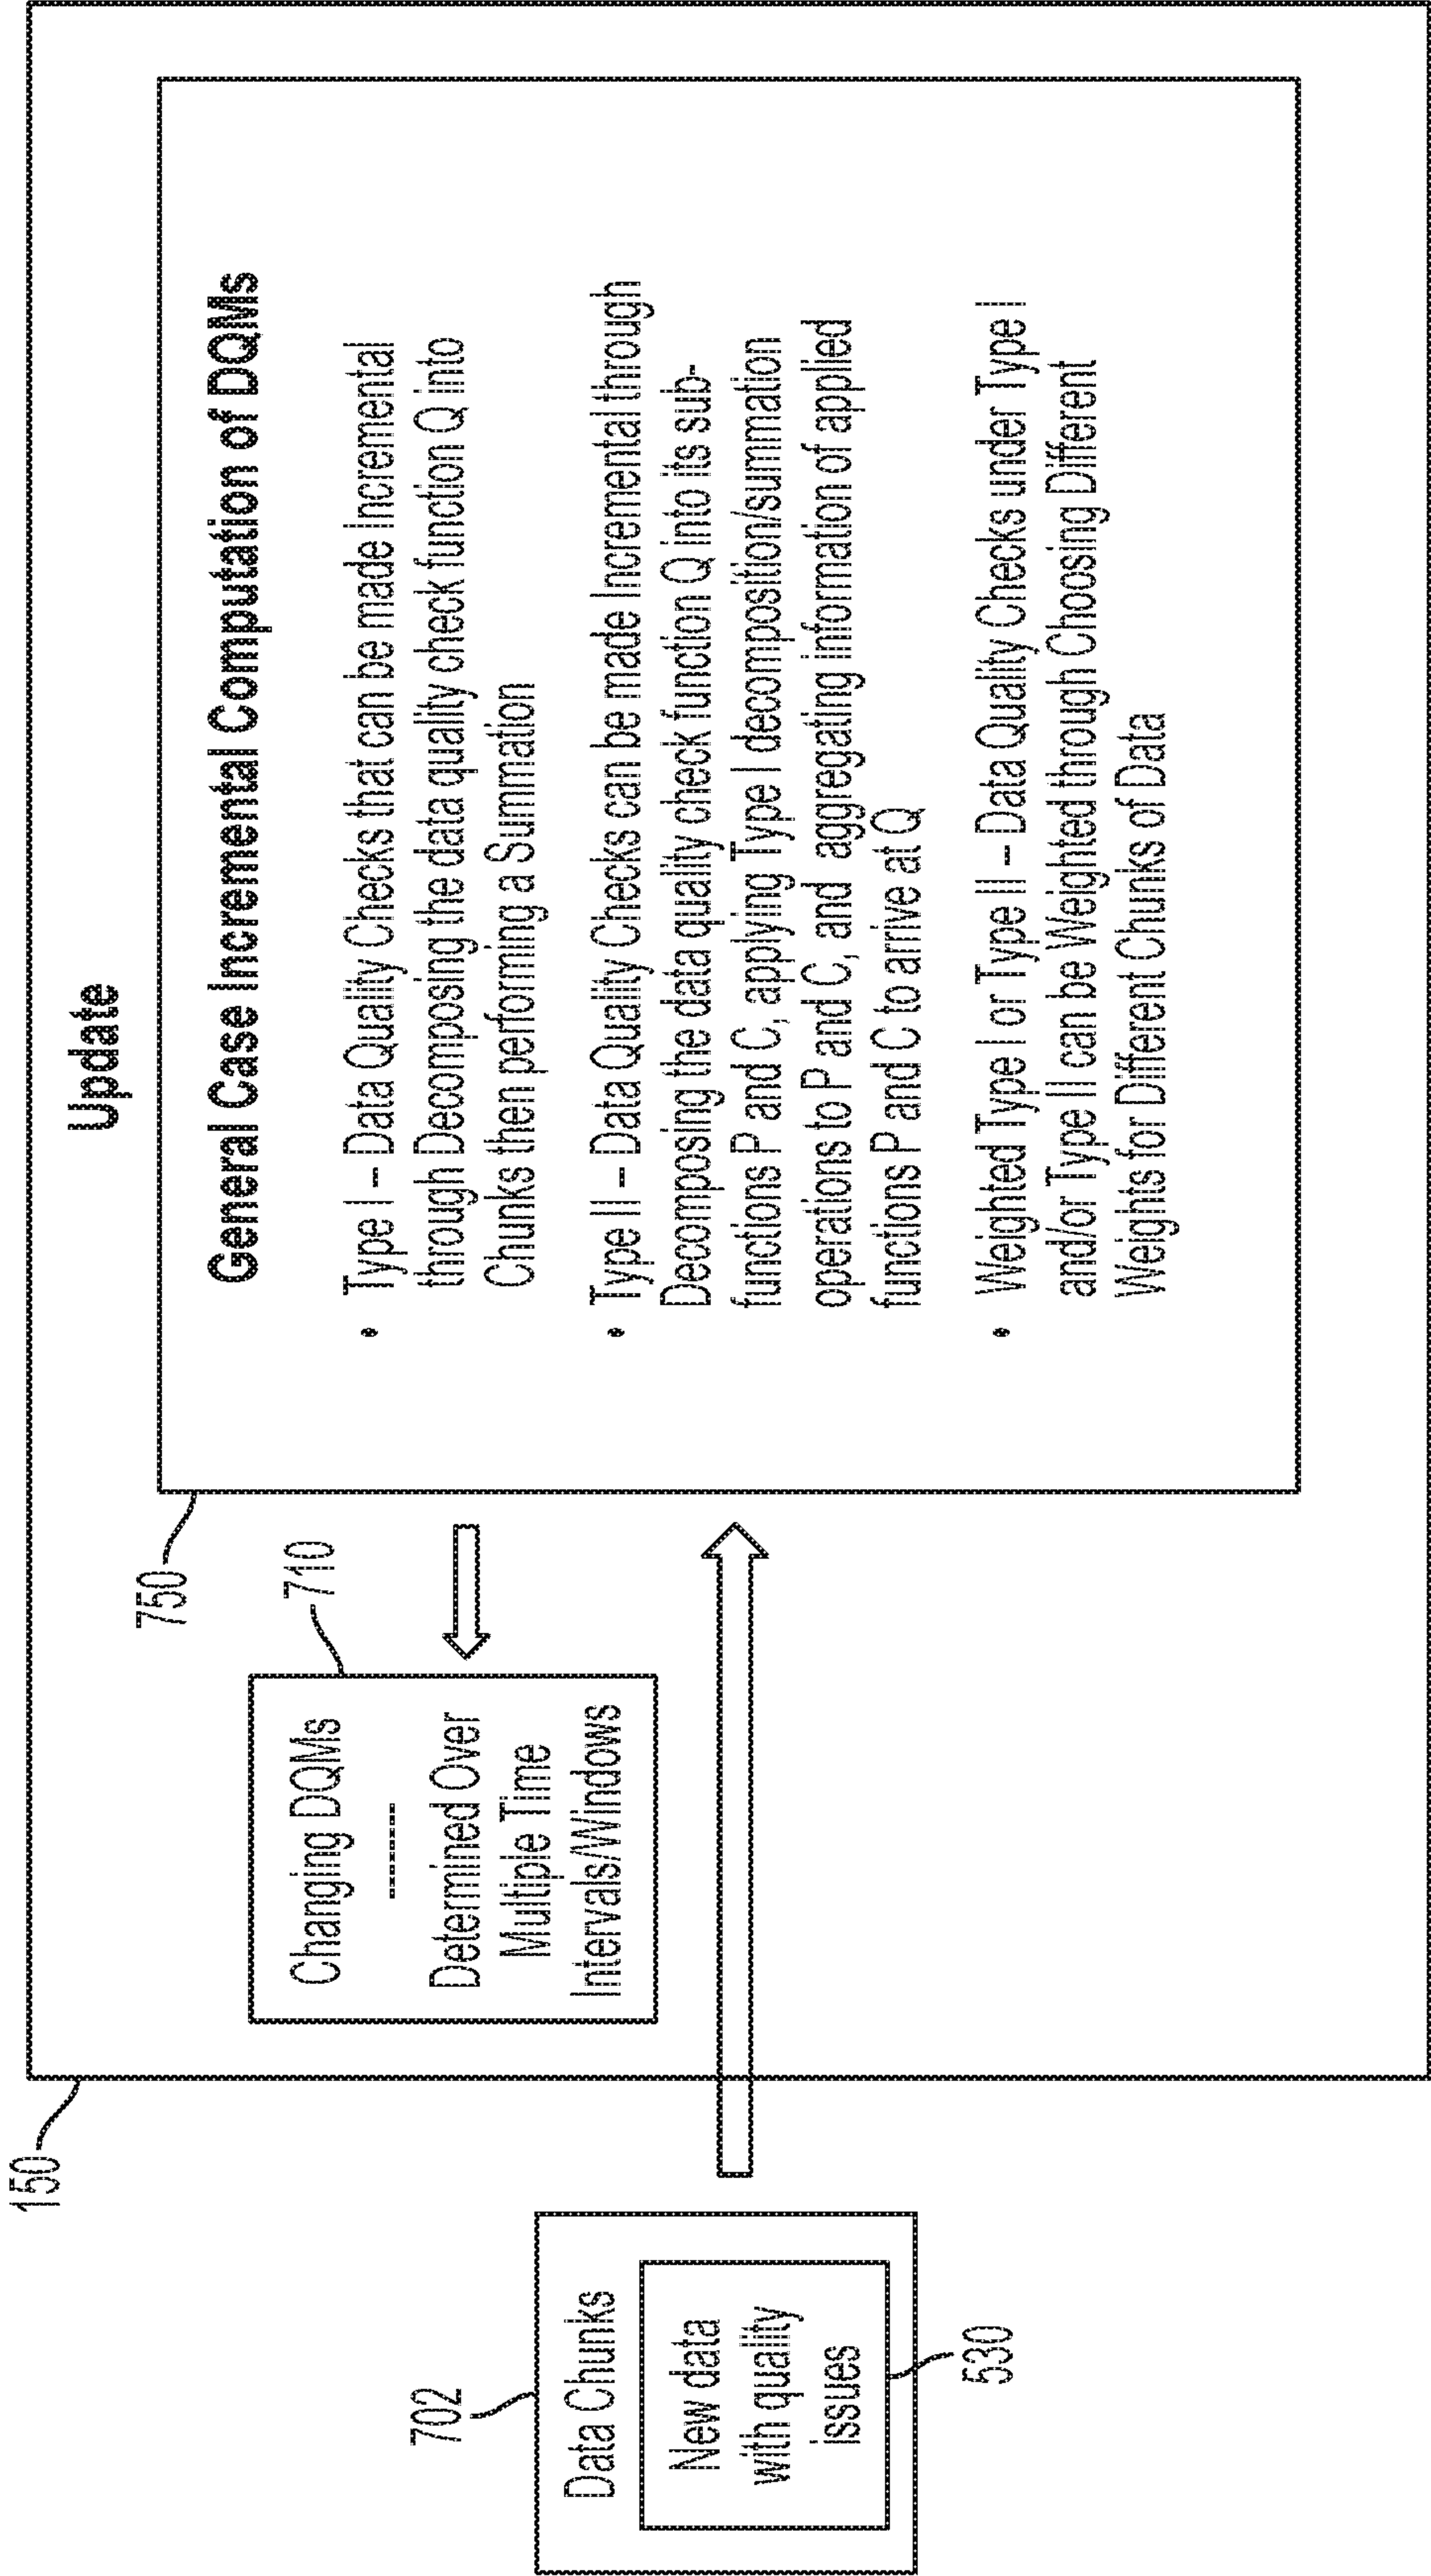 Update
150
General Case Incremental Computation of DQMs
• Type I – Data Quality Checks that can be made Incremental
through Decomposing the data quality check function Q into
Chunks then performing a Summation
• Type II – Data Quality Checks can be made Incremental through
Decomposing the data quality check function Q into its sub-
functions P and C, applying Type I decomposition/summation
operations to P and C, and aggregating information of applied
functions P and C to arrive at Q
• Weighted Type I or Type II – Data Quality Checks under Type I
and/or Type II can be Weighted through Choosing Different
Weights for Different Chunks of Data
750
710
Changing DQMs
Determined Over
Multiple Time
Intervals/Windows
702
Data Chunks
New data
with quality
issues
530